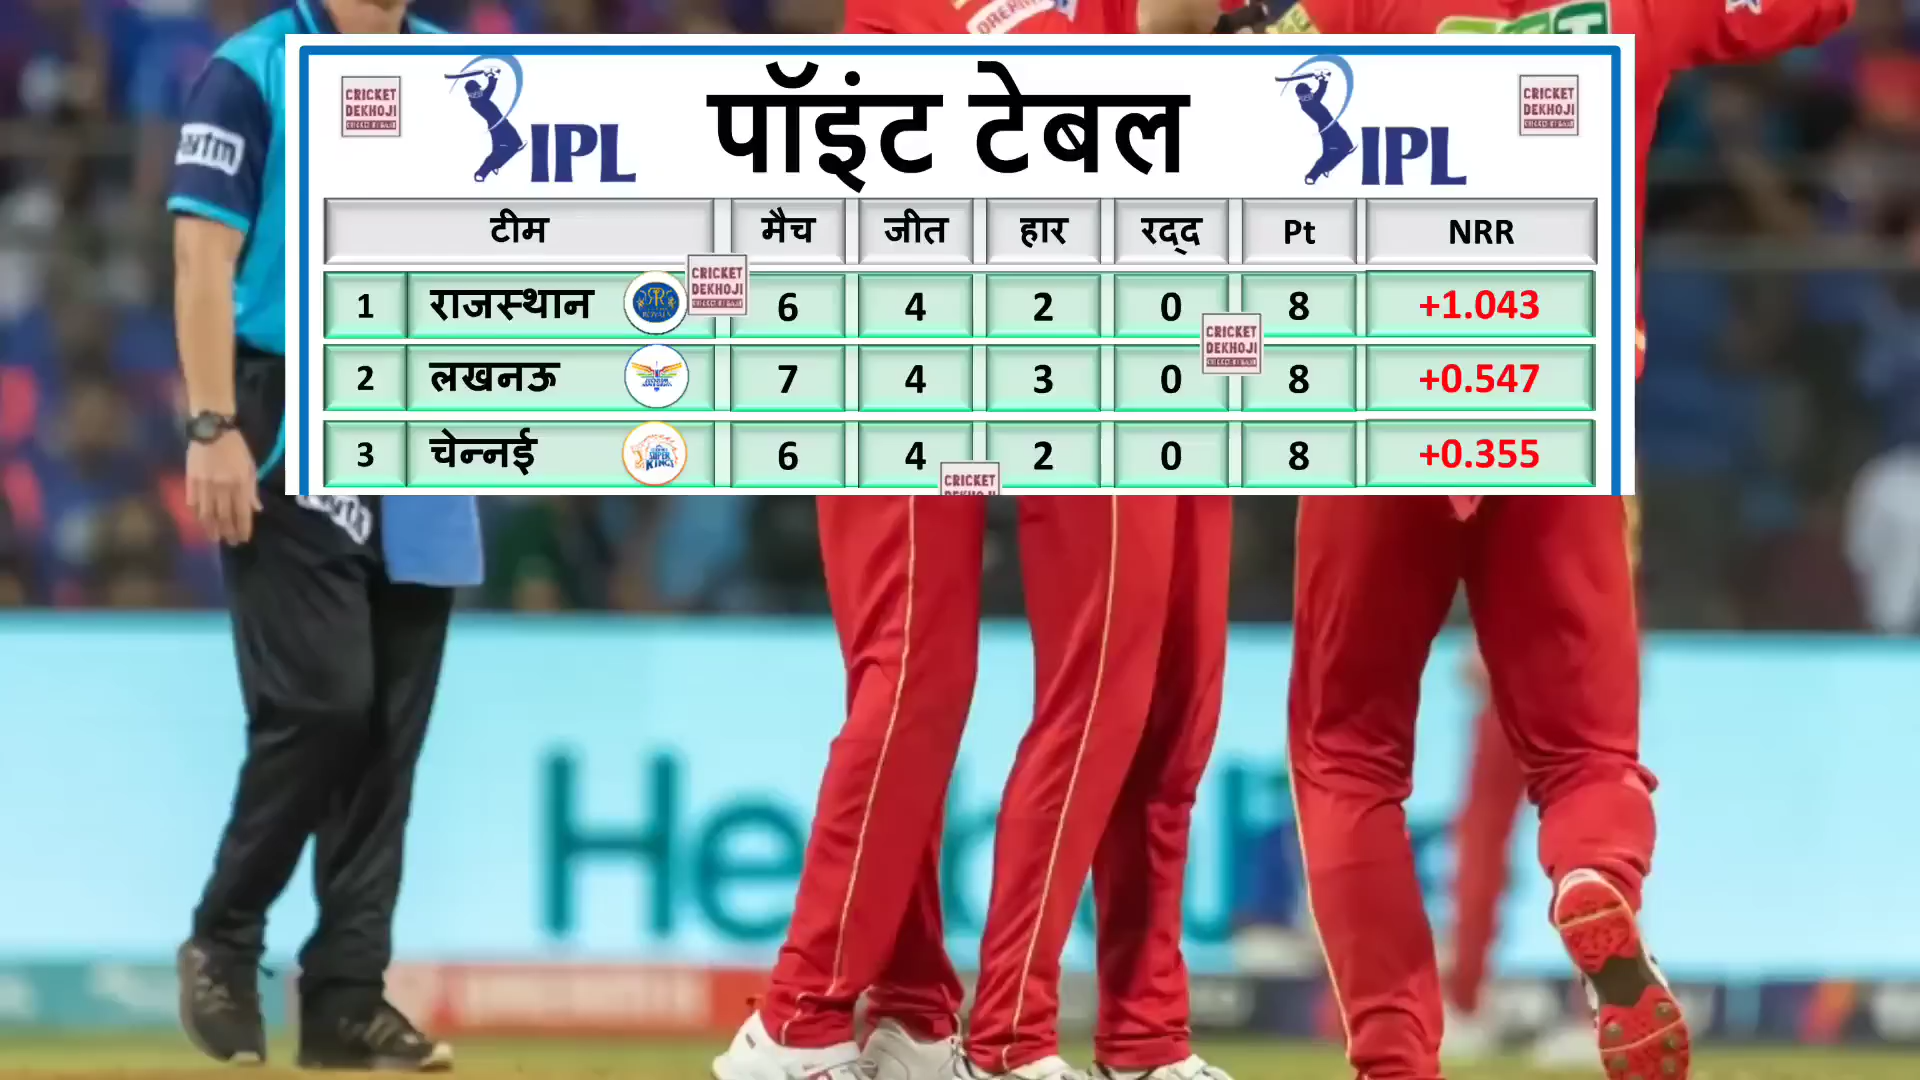 CRICKET
DEKHOJI
IPL
पॉइंट टेबल
IPL
CRICKET
DEKHOJI
टीम मैच जीत हार रद्द Pt NRR
1 राजस्थान 6 4 2 0 8 +1.043
CRICKET
DEKHOJI
2 लखनऊ 7 4 3 0 8 +0.547
CRICKET
DEKHOJI
3 चेन्नई SUPER KINGS 6 4 2 0 8 +0.355
CRICKET